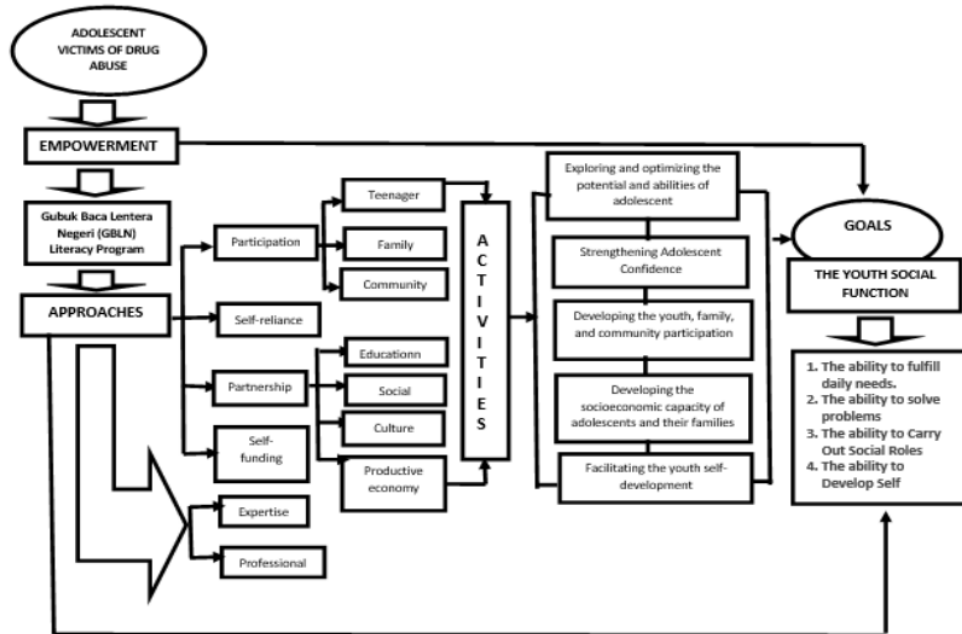 ADOLESCENT
VICTIMS OF DRUG
ABUSE
EMPOWERMENT
Gubuk Baca Lentera
Negeri (GBLN)
Literacy Program
APPROACHES
Participation
Self-reliance
Partnership
Self-
funding
Expertise
Professional
Teenager
Family
Community
Educationn
Social
Culture
Productive
economy
ACTIVITIES
Exploring and optimizing the
potential and abilities of
adolescent
Strengthening Adolescent
Confidence
Developing the youth, family,
and community participation
Developing the
socioeconomic capacity of
adolescents and their families
Facilitating the youth self-
development
GOALS
THE YOUTH SOCIAL
FUNCTION
1. The ability to fulfill
daily needs.
2. The ability to solve
problems
3. The ability to Carry
Out Social Roles
4. The ability to
Develop Self